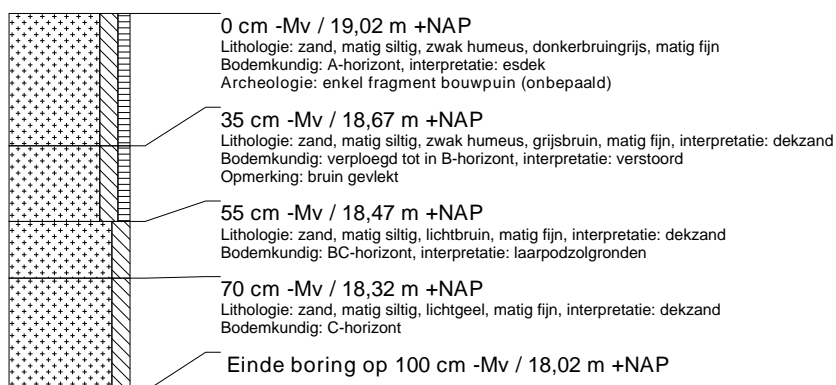 0 cm -Mv / 19,02 m +NAP
Lithologie: zand, matig siltig, zwak humeus, donkerbruingrijs, matig fijn
Bodemkundig: A-horizont, interpretatie: esdek
Archeologie: enkel fragment bouwpuin (onbepaald)
35 cm -Mv / 18,67 m +NAP
Lithologie: zand, matig siltig, zwak humeus, grijsbruin, matig fijn, interpretatie: dekzand
Bodemkundig: verploegd tot in B-horizont, interpretatie: verstoord
Opmerking: bruin gevlekt
55 cm -Mv / 18,47 m +NAP
Lithologie: zand, matig siltig, lichtbruin, matig fijn, interpretatie: dekzand
Bodemkundig: BC-horizont, interpretatie: laarpodzolgronden
70 cm -Mv / 18,32 m +NAP
Lithologie: zand, matig siltig, lichtgeel, matig fijn, interpretatie: dekzand
Bodemkundig: C-horizont
Einde boring op 100 cm -Mv / 18,02 m +NAP